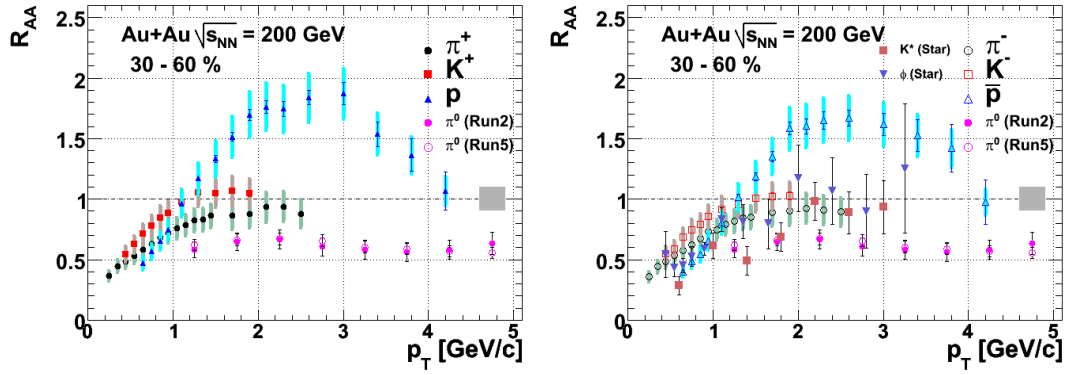 R_AA
2.5
2
1.5
1
0.5
0
Au+Au √s_NN = 200 GeV
30 - 60 %
π⁺
K⁺
p
π⁰ (Run2)
π⁰ (Run5)
0 1 2 3 4 5
p_T [GeV/c]
R_AA
2.5
2
1.5
1
0.5
0
Au+Au √s_NN = 200 GeV
30 - 60 %
K* (Star)
ϕ (Star)
π⁻
K⁻
p̅
π⁰ (Run2)
π⁰ (Run5)
0 1 2 3 4 5
p_T [GeV/c]